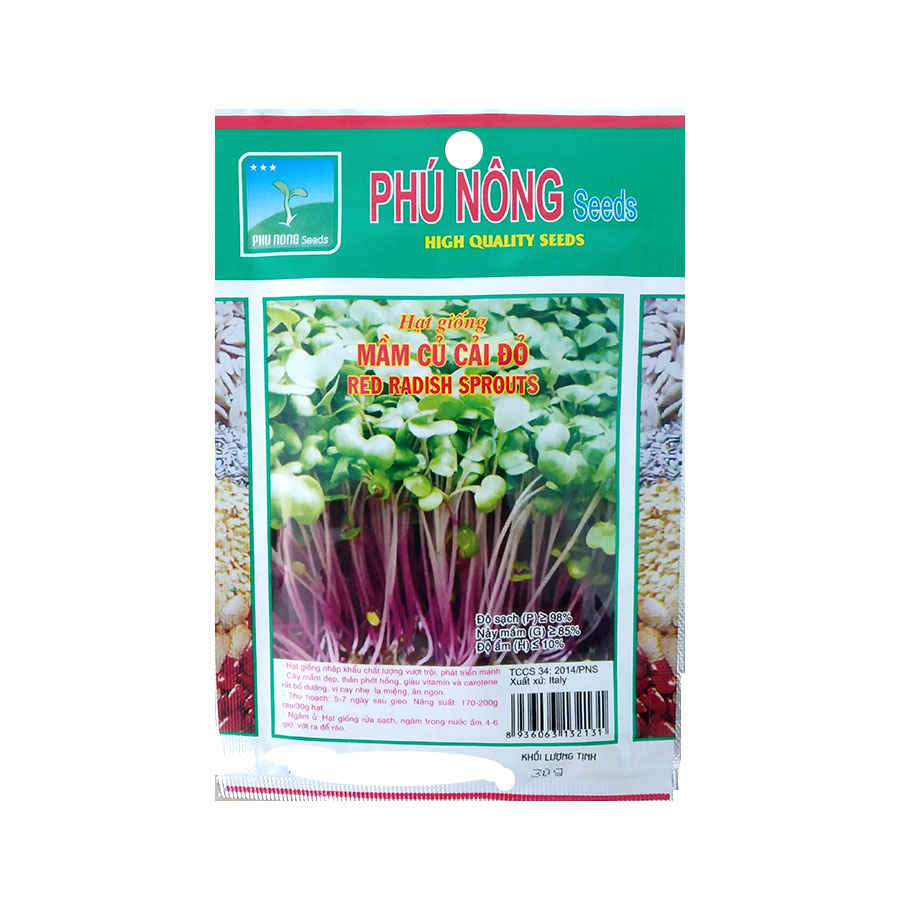 PHÚ NÔNG Seeds
HIGH QUALITY SEEDS
PHU NONG Seeds
Hạt giống
MẦM CỦ CẢI ĐỎ
RED RADISH SPROUTS
Độ sạch (P) ≥ 98%
Nảy mầm (G) ≥ 85%
Độ ẩm (H) ≤ 10%
- Hạt giống nhập khẩu chất lượng vượt trội, phát triển mạnh
- Cây mầm đẹp, thân phớt hồng, giàu vitamin và carotene
rất bổ dưỡng, vị cay nhẹ lạ miệng, ăn ngon.
- Thu hoạch: 5-7 ngày sau gieo. Năng suất: 170-200g
rau/30g hạt.
- Ngâm ủ: Hạt giống rửa sạch, ngâm trong nước ấm 4-6
giờ, vớt ra để ráo.
TCCS 34: 2014/PNS
Xuất xứ: Italy
8 936063 132131
KHỐI LƯỢNG TỊNH
30g